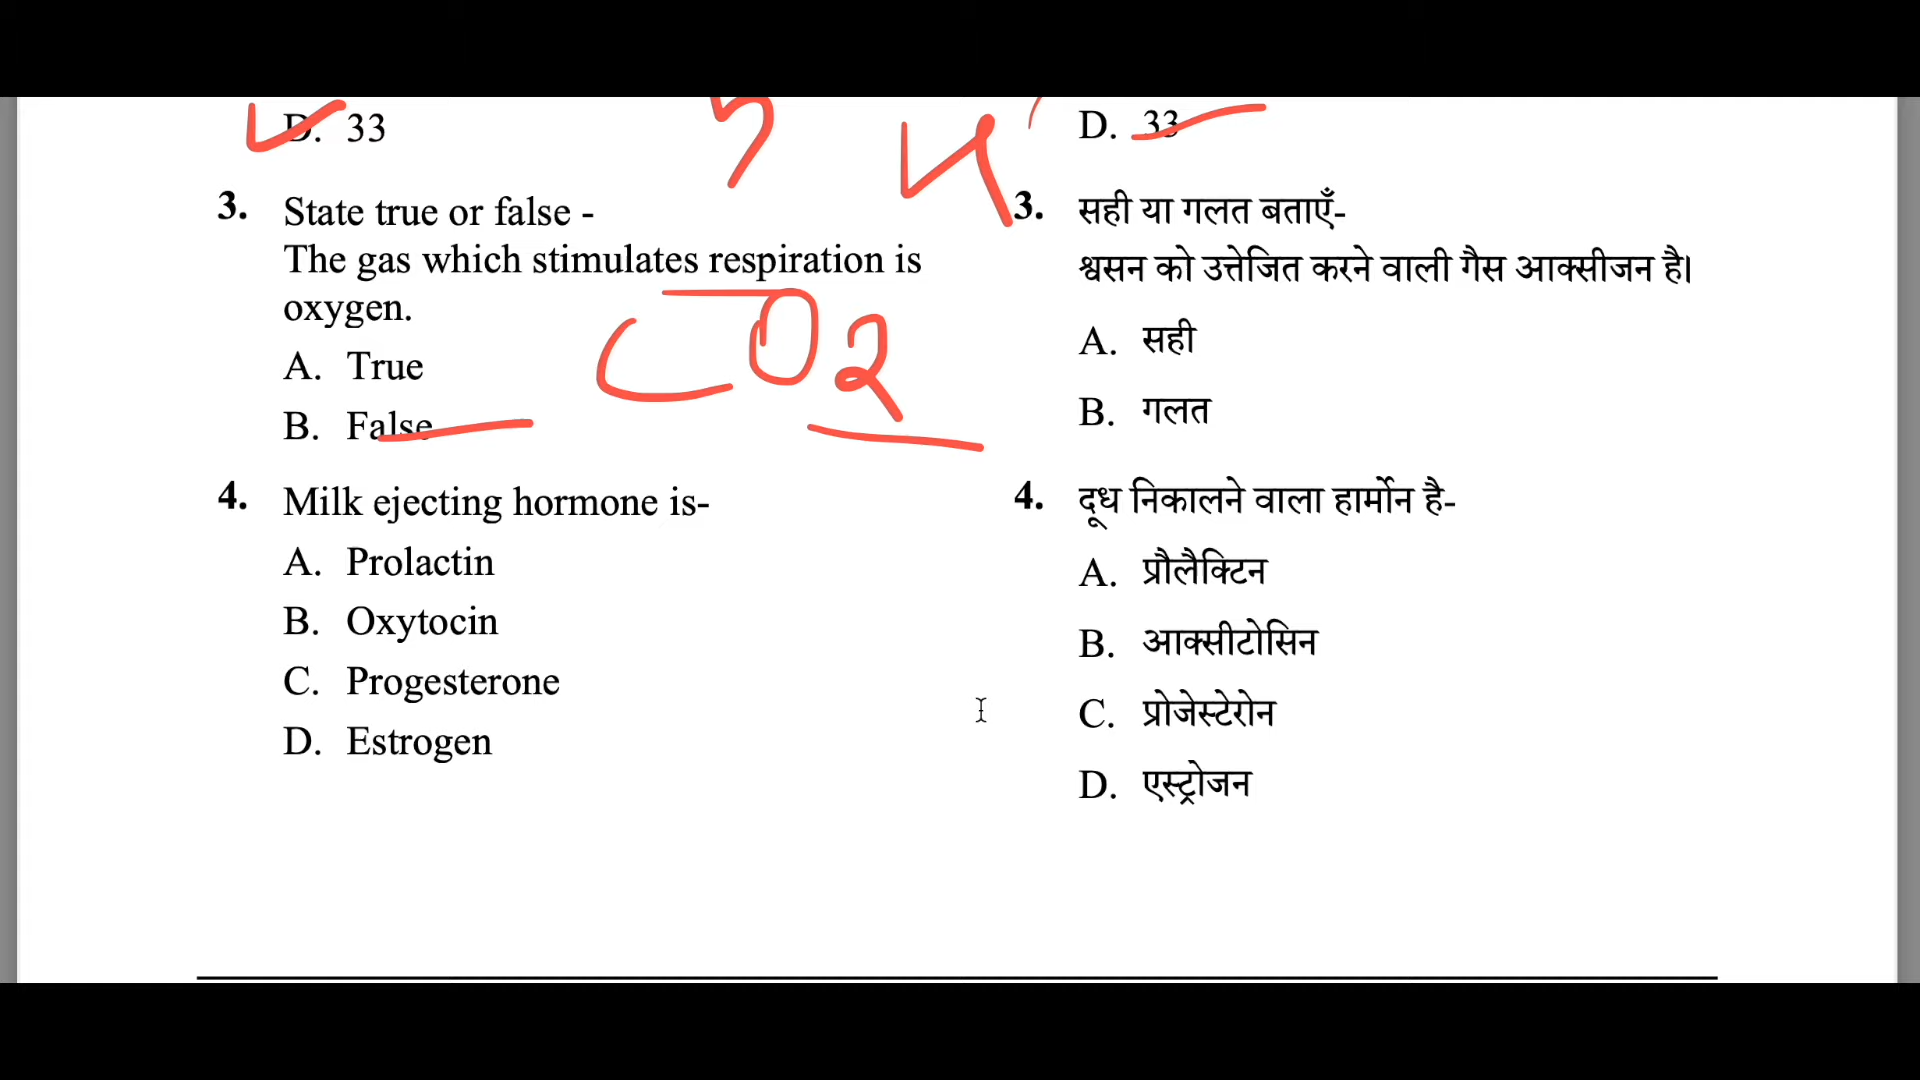 D. 33
5
4
3. State true or false -
The gas which stimulates respiration is
oxygen.
CO2
A. True
B. False
4. Milk ejecting hormone is-
A. Prolactin
B. Oxytocin
C. Progesterone
D. Estrogen
D. 33
3. सही या गलत बताएँ-
श्वसन को उत्तेजित करने वाली गैस आक्सीजन है।
A. सही
B. गलत
4. दूध निकालने वाला हार्मोन है-
A. प्रौलैक्टिन
B. आक्सीटोसिन
C. प्रोजेस्टेरोन
D. एस्ट्रोजन